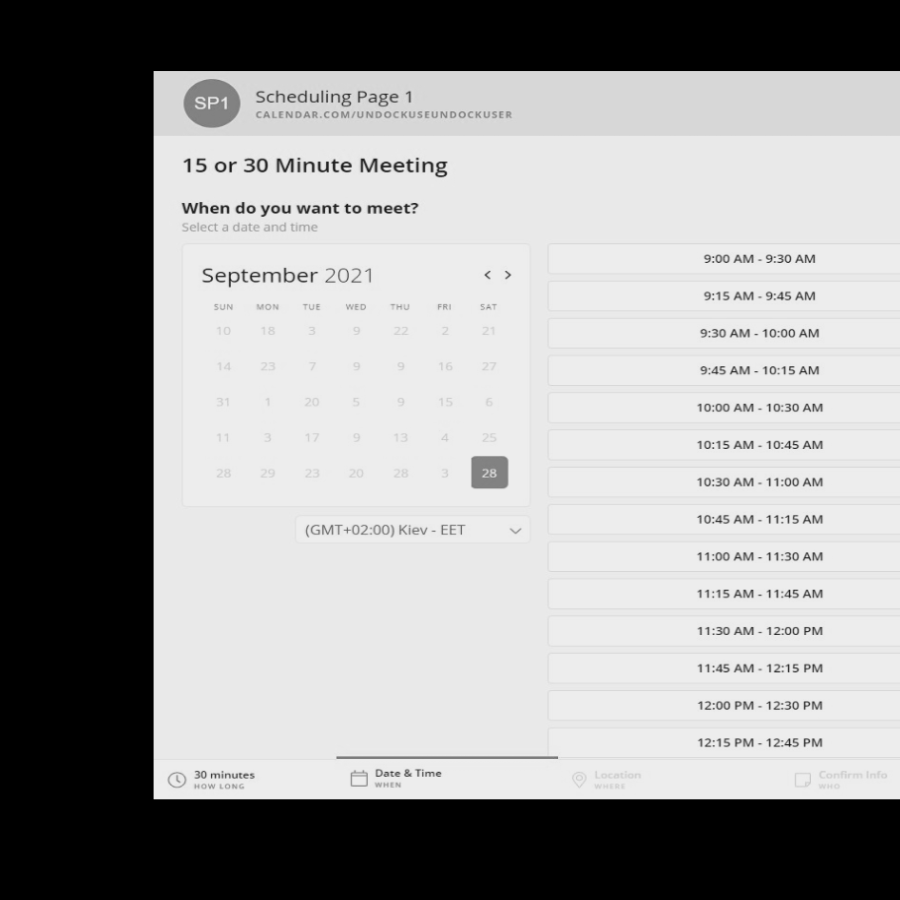 SP1
Scheduling Page 1
CALENDAR.COM/UNDOCKUSEUNDOCKUSER
15 or 30 Minute Meeting
When do you want to meet?
Select a date and time
September 2021
< >
SUN MON TUE WED THU FRI SAT
10 18 3 9 22 2 21
14 23 7 9 9 16 27
31 1 20 5 9 15 6
11 3 17 9 13 4 25
28 29 23 20 28 3 28
(GMT+02:00) Kiev - EET
9:00 AM - 9:30 AM
9:15 AM - 9:45 AM
9:30 AM - 10:00 AM
9:45 AM - 10:15 AM
10:00 AM - 10:30 AM
10:15 AM - 10:45 AM
10:30 AM - 11:00 AM
10:45 AM - 11:15 AM
11:00 AM - 11:30 AM
11:15 AM - 11:45 AM
11:30 AM - 12:00 PM
11:45 AM - 12:15 PM
12:00 PM - 12:30 PM
12:15 PM - 12:45 PM
30 minutes
HOW LONG
Date & Time
WHEN
Location
WHERE
Confirm Info
WHO